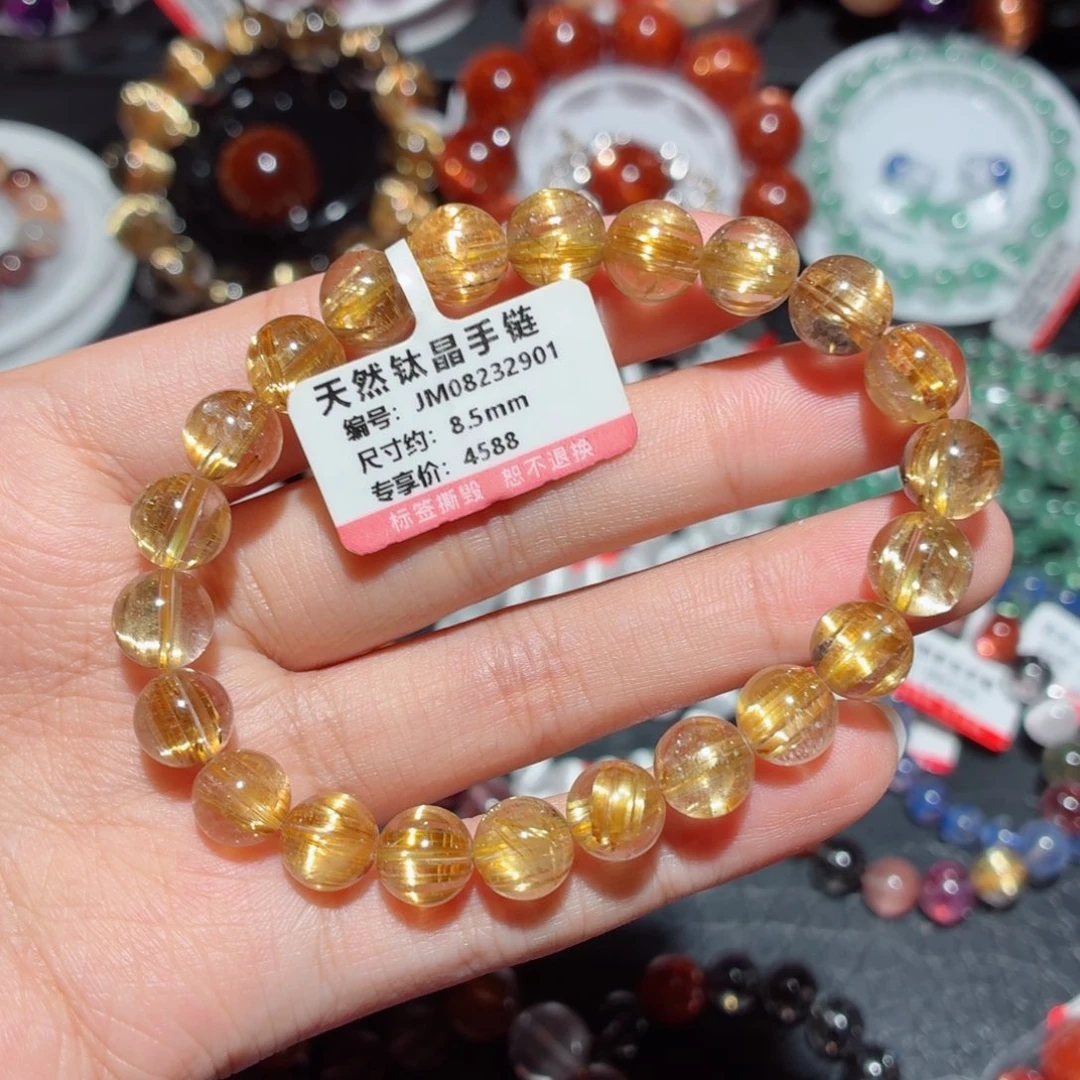 天然钛晶手链
编号：JM08232901
尺寸约：8.5mm
专享价：4588
标签撕毁 恕不退换